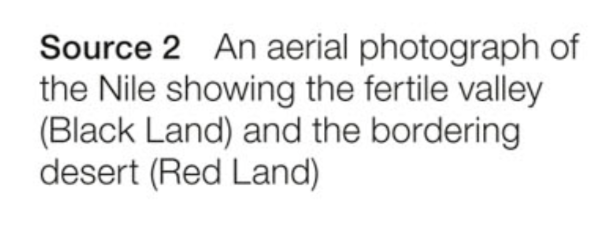 Source 2 An aerial photograph of
the Nile showing the fertile valley
(Black Land) and the bordering
desert (Red Land)